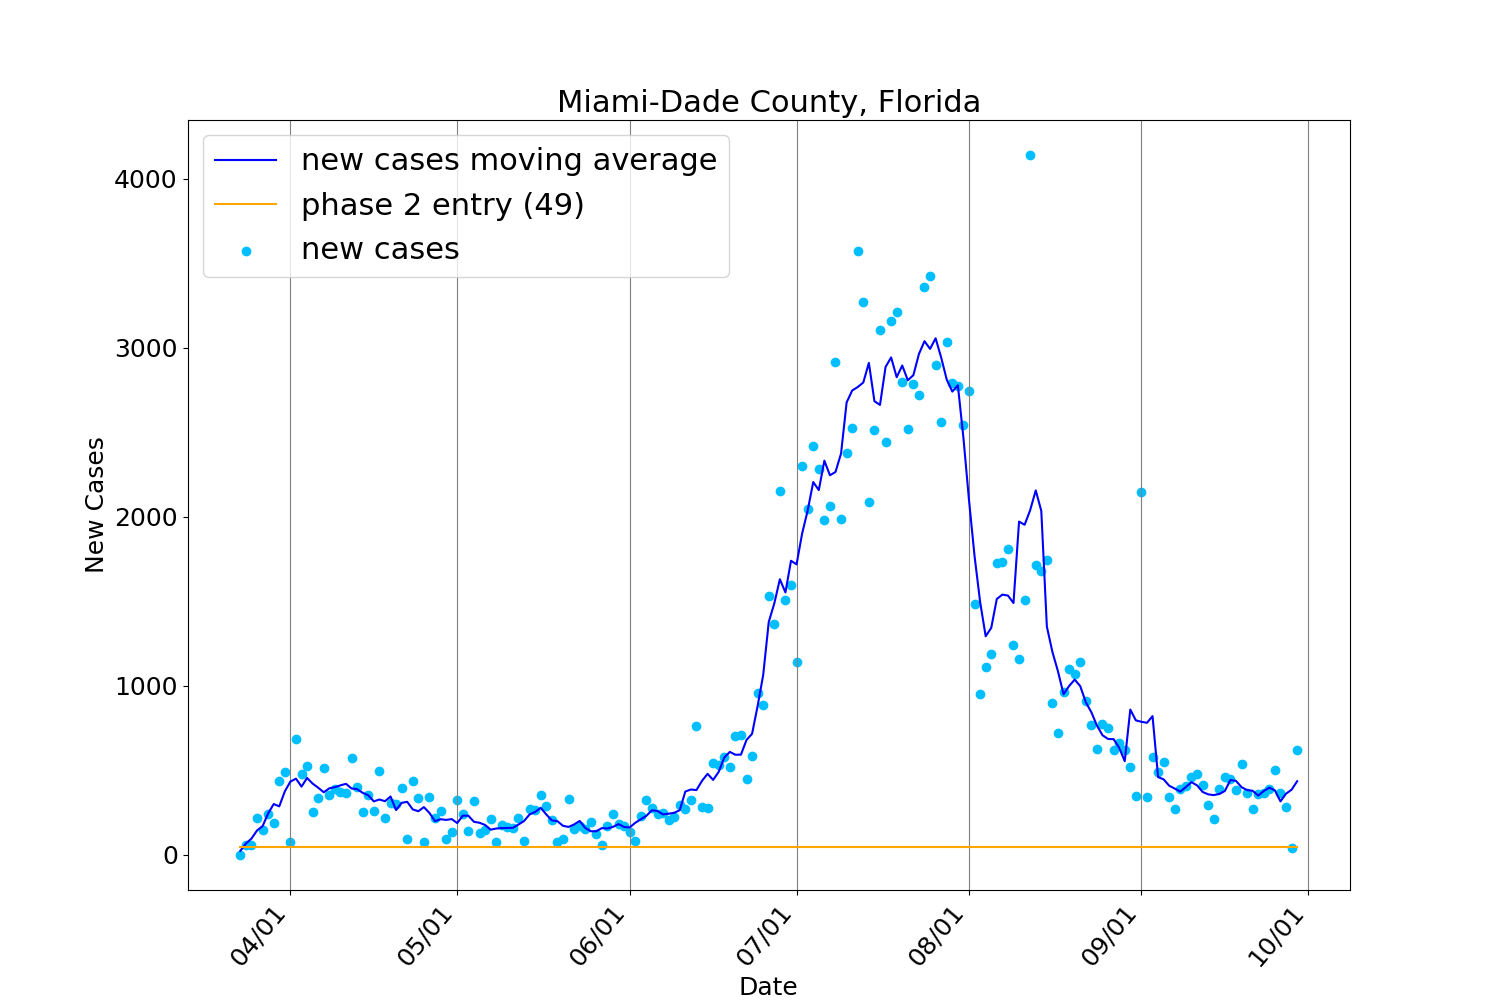 Miami-Dade County, Florida
new cases moving average
phase 2 entry (49)
new cases
4000
3000
2000
1000
0
New Cases
04/01
05/01
06/01
07/01
08/01
09/01
10/01
Date